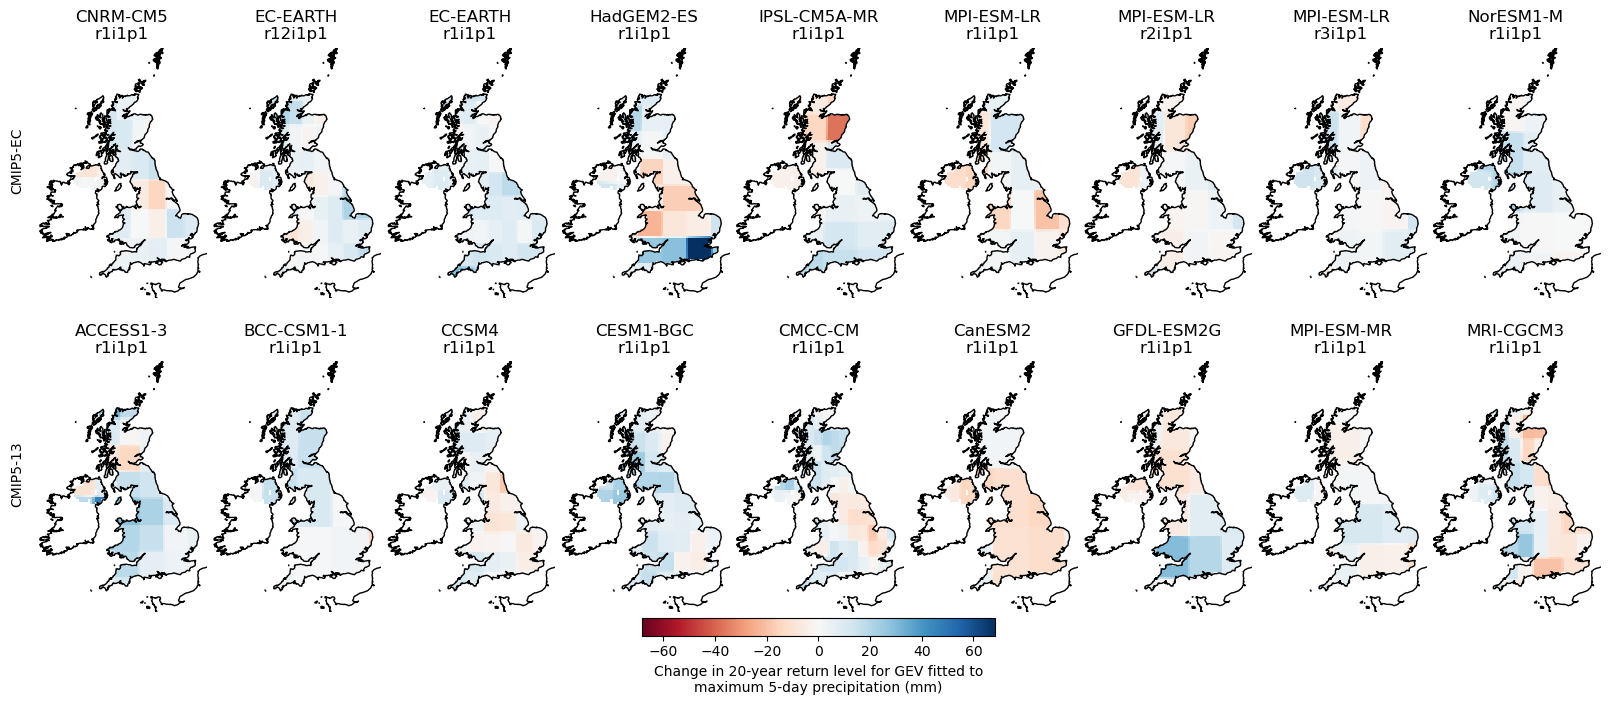 CNRM-CM5 EC-EARTH EC-EARTH HadGEM2-ES IPSL-CM5A-MR MPI-ESM-LR MPI-ESM-LR MPI-ESM-LR NorESM1-M
r1i1p1 r12i1p1 r1i1p1 r1i1p1 r1i1p1 r1i1p1 r2i1p1 r3i1p1 r1i1p1
CMIP5-EC
ACCESS1-3 BCC-CSM1-1 CCSM4 CESM1-BGC CMCC-CM CanESM2 GFDL-ESM2G MPI-ESM-MR MRI-CGCM3
r1i1p1 r1i1p1 r1i1p1 r1i1p1 r1i1p1 r1i1p1 r1i1p1 r1i1p1 r1i1p1
CMIP5-13
−60 −40 −20 0 20 40 60
Change in 20-year return level for GEV fitted to
maximum 5-day precipitation (mm)